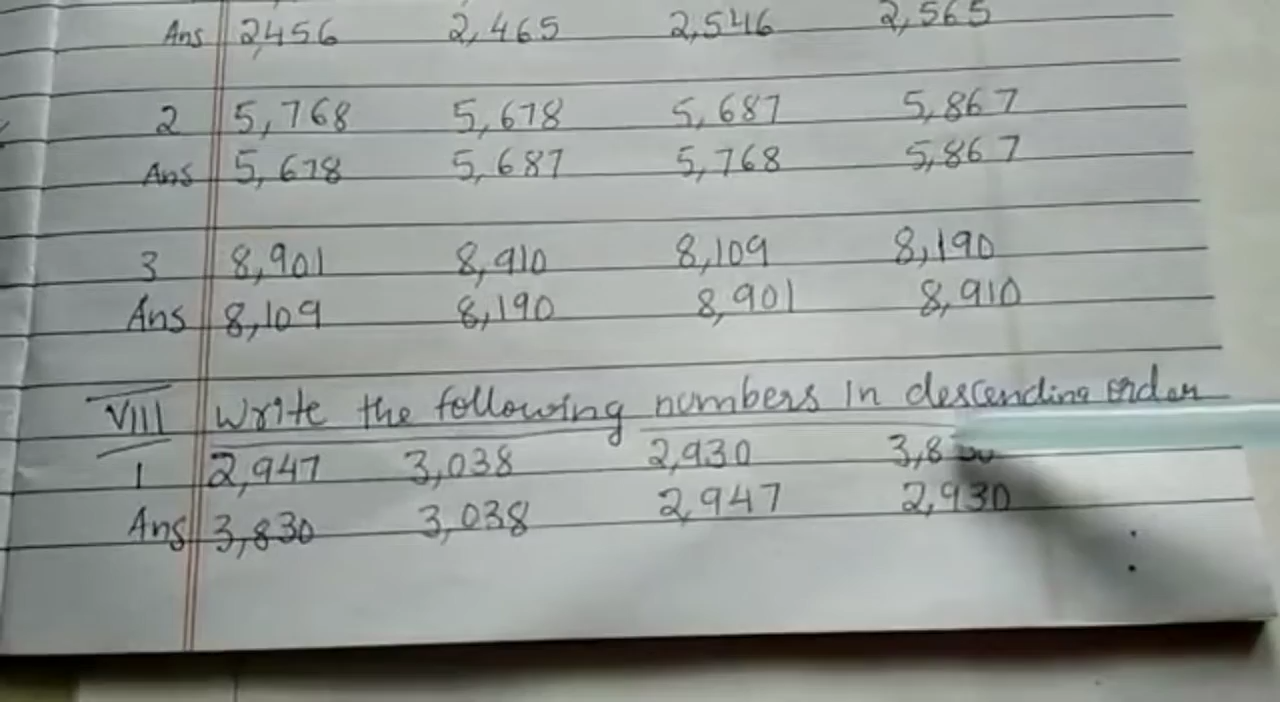 Ans 2,456 2,465 2,546 2,565
2 5,768 5,678 5,687 5,867
Ans 5,678 5,687 5,768 5,867
3 8,901 8,910 8,109 8,190
Ans 8,109 8,190 8,901 8,910
VIII Write the following numbers in descending order
1 2,947 3,038 2,930
Ans 3,830 3,038 2,947 2,930